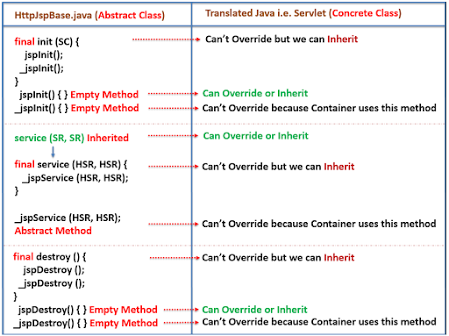 HttpJspBase.java (Abstract Class) Translated Java i.e. Servlet (Concrete Class)
final init (SC) { Can't Override but we can Inherit
jspInit();
_jspInit();
}
jspInit() { } Empty Method Can Override or Inherit
_jspInit() { } Empty Method Can't Override because Container uses this method
service (SR, SR) Inherited Can Override or Inherit
final service (HSR, HSR) { Can't Override but we can Inherit
_jspService (HSR, HSR);
}
_jspService (HSR, HSR); Can't Override because Container uses this method
Abstract Method
final destroy () { Can't Override but we can Inherit
jspDestroy ();
_jspDestroy ();
}
jspDestroy() { } Empty Method Can Override or Inherit
_jspDestroy() { } Empty Method Can't Override because Container uses this method